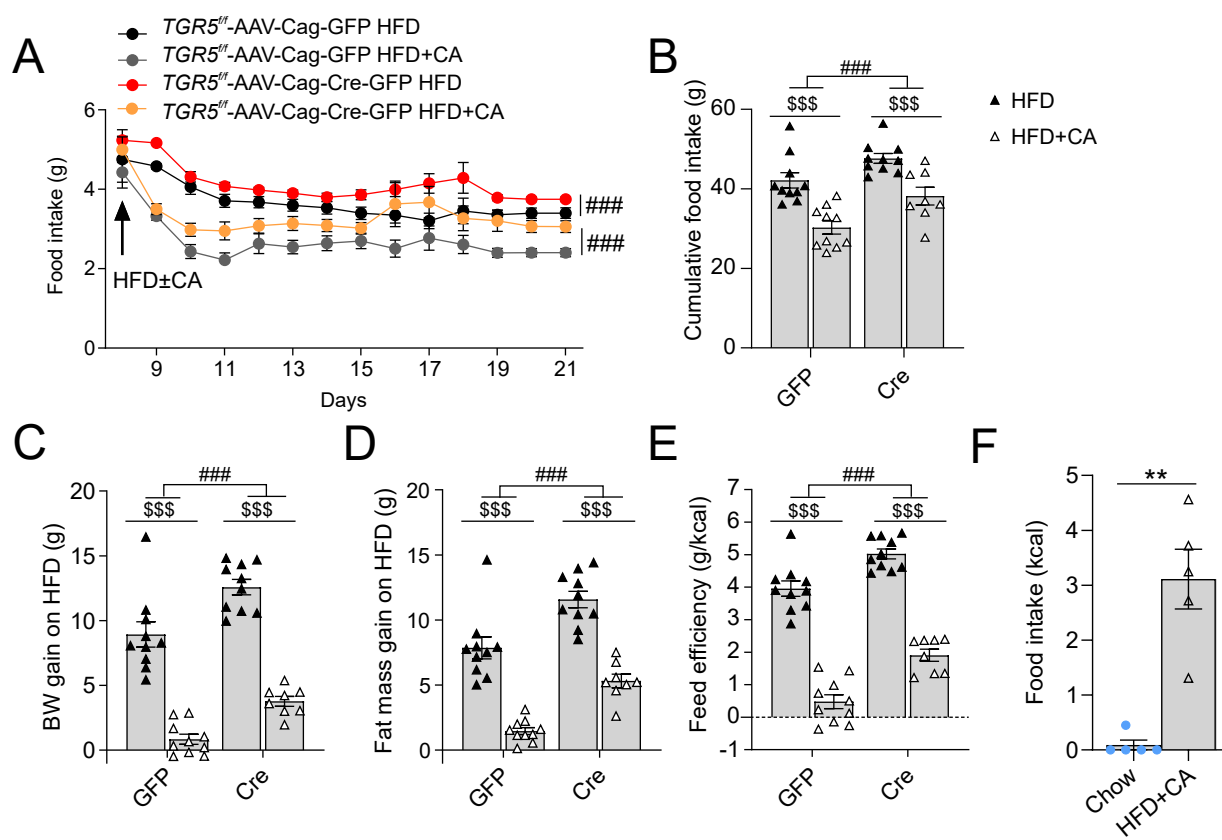 A
TGR5f/f-AAV-Cag-GFP HFD
TGR5f/f-AAV-Cag-GFP HFD+CA
TGR5f/f-AAV-Cag-Cre-GFP HFD
TGR5f/f-AAV-Cag-Cre-GFP HFD+CA
Food intake (g)
6
4
2
0
HFD±CA
###
###
9 11 13 15 17 19 21
Days
B
Cumulative food intake (g)
60
40
20
0
###
$$$ $$$
GFP Cre
HFD
HFD+CA
C
BW gain on HFD (g)
20
15
10
5
0
###
$$$ $$$
GFP Cre
D
Fat mass gain on HFD (g)
20
15
10
5
0
###
$$$ $$$
GFP Cre
E
Feed efficiency (g/kcal)
7
6
5
4
3
2
1
0
-1
###
$$$ $$$
GFP Cre
F
Food intake (kcal)
5
4
3
2
1
0
**
Chow HFD+CA